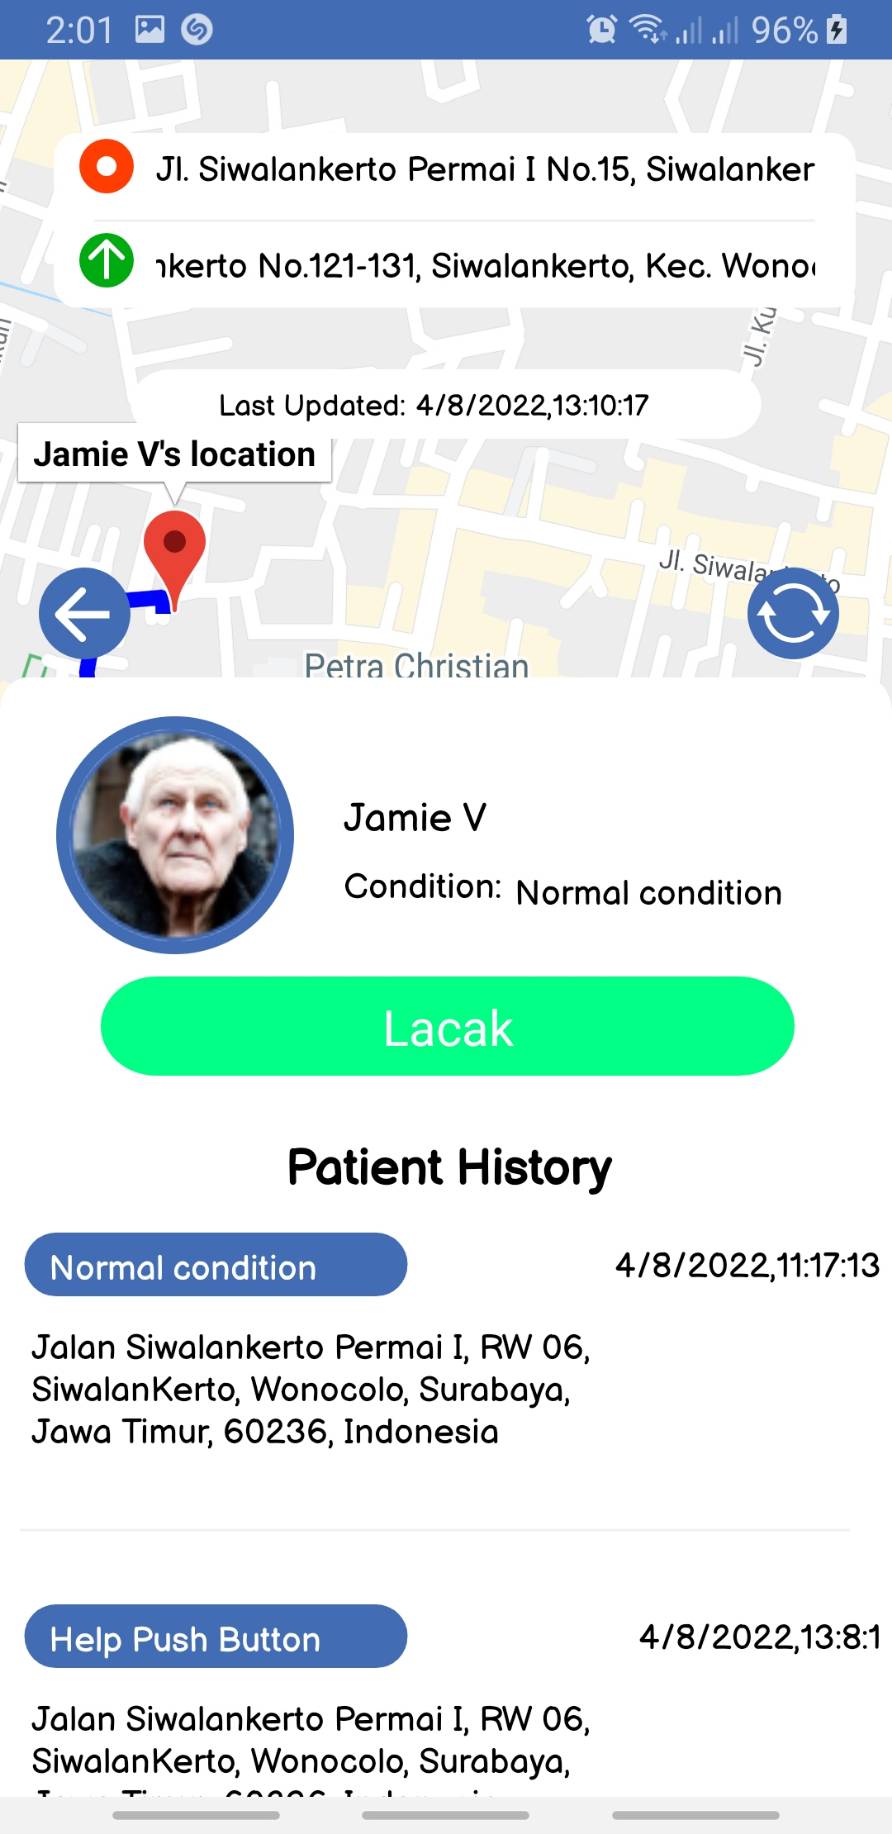 2:01 96%
Jl. Siwalankerto Permai I No.15, Siwalanker
nkerto No.121-131, Siwalankerto, Kec. Wono
Jl. Ku
Last Updated: 4/8/2022,13:10:17
Jamie V's location
Jl. Siwala
Petra Christian
Jamie V
Condition: Normal condition
Lacak
Patient History
Normal condition 4/8/2022,11:17:13
Jalan Siwalankerto Permai I, RW 06,
SiwalanKerto, Wonocolo, Surabaya,
Jawa Timur, 60236, Indonesia
Help Push Button 4/8/2022,13:8:1
Jalan Siwalankerto Permai I, RW 06,
SiwalanKerto, Wonocolo, Surabaya,